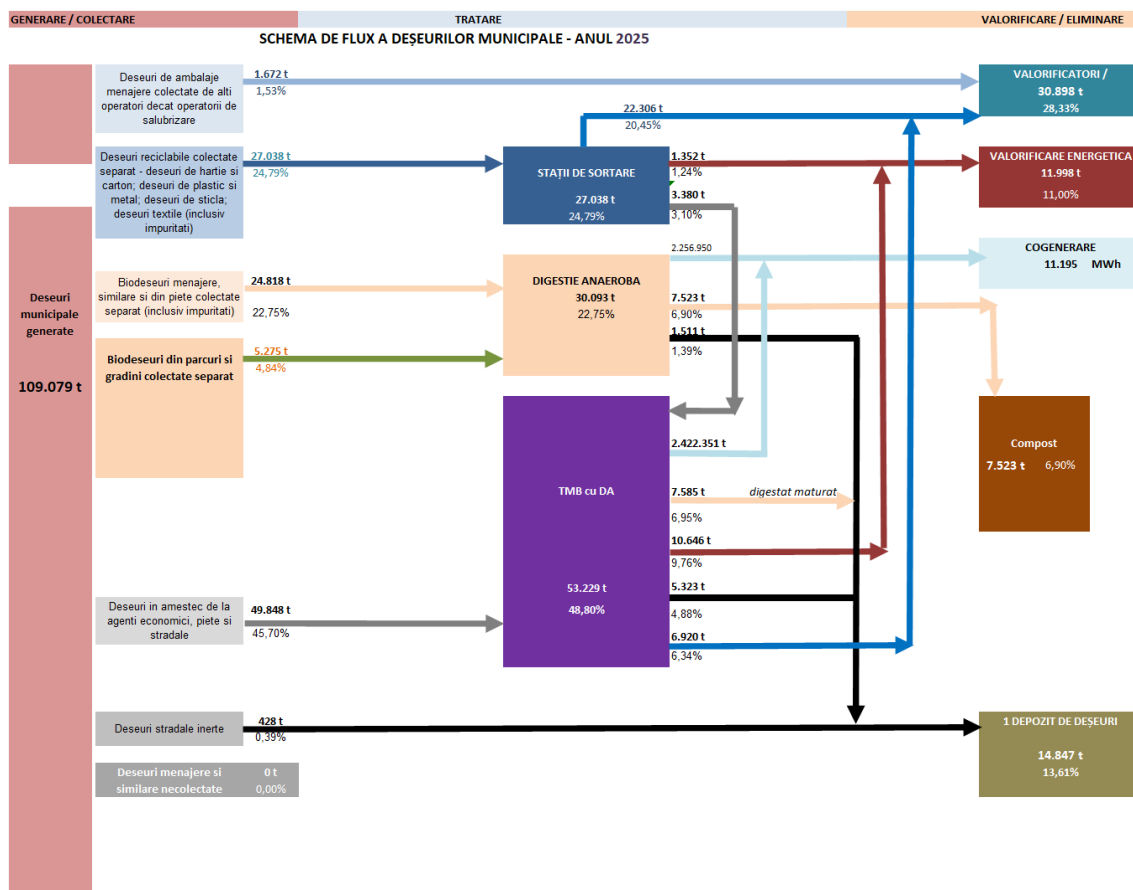 GENERARE / COLECTARE
TRATARE
VALORIFICARE / ELIMINARE
SCHEMA DE FLUX A DEȘEURILOR MUNICIPALE - ANUL 2025
Deseuri de ambalaje
menajere colectate de alti
operatori decat operatorii de
salubrizare
1.672 t
1,53%
22.306 t
20,45%
VALORIFICATORI /
30.898 t
28,33%
Deseuri reciclabile colectate
separat - deseuri de hartie si
carton; deseuri de plastic si
metal; deseuri de sticla;
deseuri textile (inclusiv
impuritati)
27.038 t
24,79%
STAȚII DE SORTARE
27.038 t
24,79%
1.352 t
1,24%
3.380 t
3,10%
VALORIFICARE ENERGETICA
11.998 t
11,00%
2.256.950
COGENERARE
11.195 MWh
Deseuri
municipale
generate
109.079 t
Biodeseuri menajere,
similare si din piete colectate
separat (inclusiv impuritati)
24.818 t
22,75%
DIGESTIE ANAEROBA
30.093 t
22,75%
7.523 t
6,90%
1.511 t
1,39%
Biodeseuri din parcuri si
gradini colectate separat
5.275 t
4,84%
TMB cu DA
53.229 t
48,80%
2.422.351 t
7.585 t
digestat maturat
6,95%
10.646 t
9,76%
5.323 t
4,88%
6.920 t
6,34%
Compost
7.523 t 6,90%
Deseuri in amestec de la
agenti economici, piete si
stradale
49.848 t
45,70%
Deseuri stradale inerte
428 t
0,39%
1 DEPOZIT DE DEȘEURI
14.847 t
13,61%
Deseuri menajere si
similare necolectate
0 t
0,00%